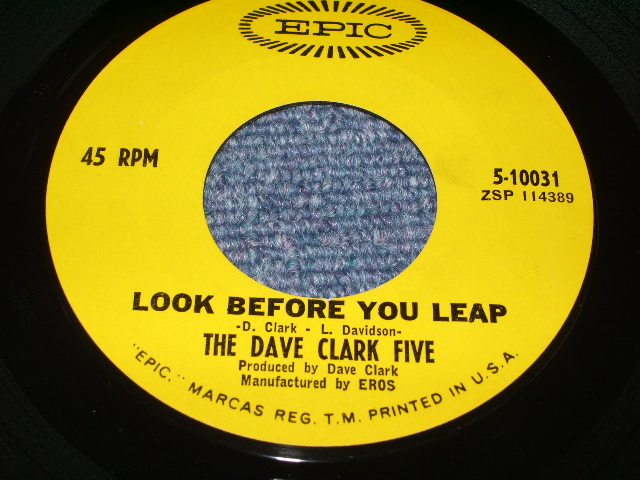 EPIC
45 RPM
5-10031
ZSP 114389
LOOK BEFORE YOU LEAP
-D. Clark - L. Davidson-
THE DAVE CLARK FIVE
Produced by Dave Clark
Manufactured by EROS
"EPIC." MARCAS REG. T.M. PRINTED IN U.S.A.